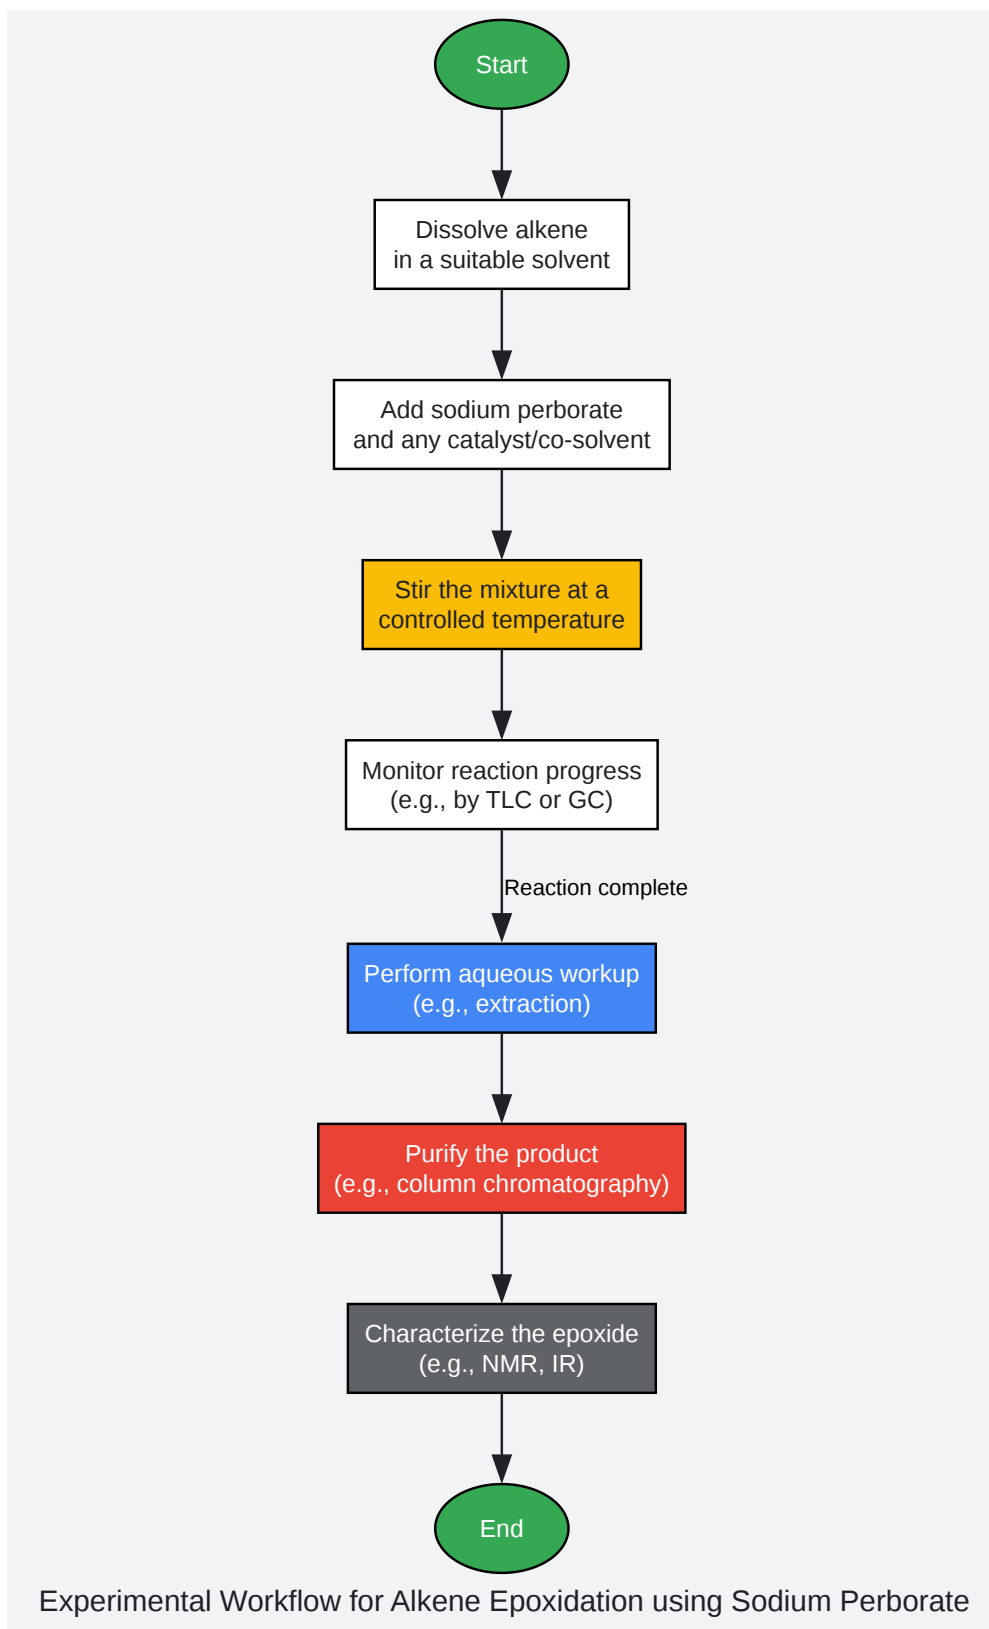 Start
Dissolve alkene
in a suitable solvent
Add sodium perborate
and any catalyst/co-solvent
Stir the mixture at a
controlled temperature
Monitor reaction progress
(e.g., by TLC or GC)
Reaction complete
Perform aqueous workup
(e.g., extraction)
Purify the product
(e.g., column chromatography)
Characterize the epoxide
(e.g., NMR, IR)
End
Experimental Workflow for Alkene Epoxidation using Sodium Perborate